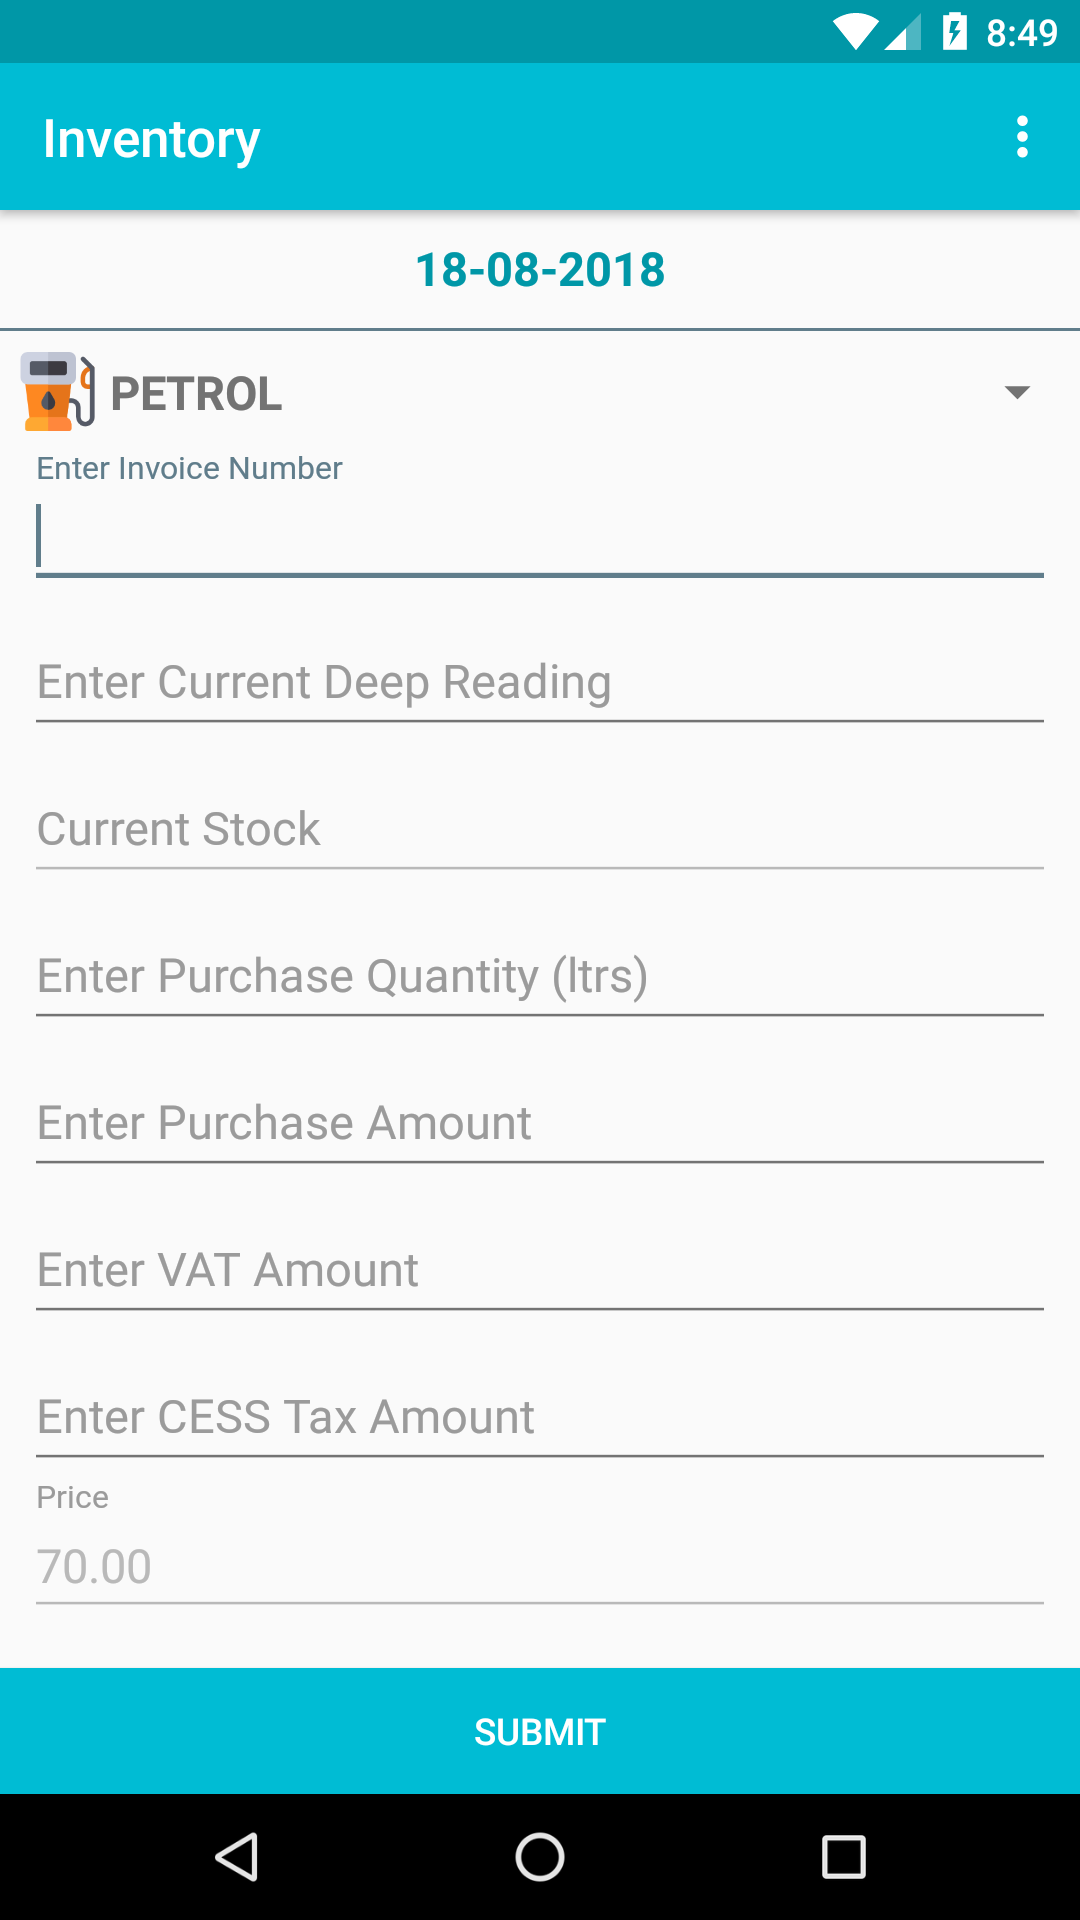 8:49
Inventory
18-08-2018
PETROL
Enter Invoice Number
Enter Current Deep Reading
Current Stock
Enter Purchase Quantity (ltrs)
Enter Purchase Amount
Enter VAT Amount
Enter CESS Tax Amount
Price
70.00
SUBMIT